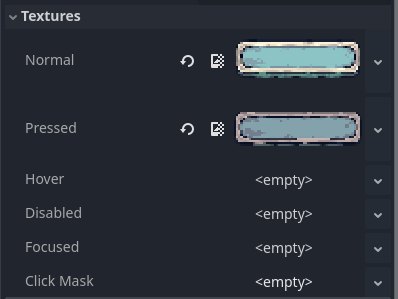 Textures
Normal
Pressed
Hover <empty>
Disabled <empty>
Focused <empty>
Click Mask <empty>